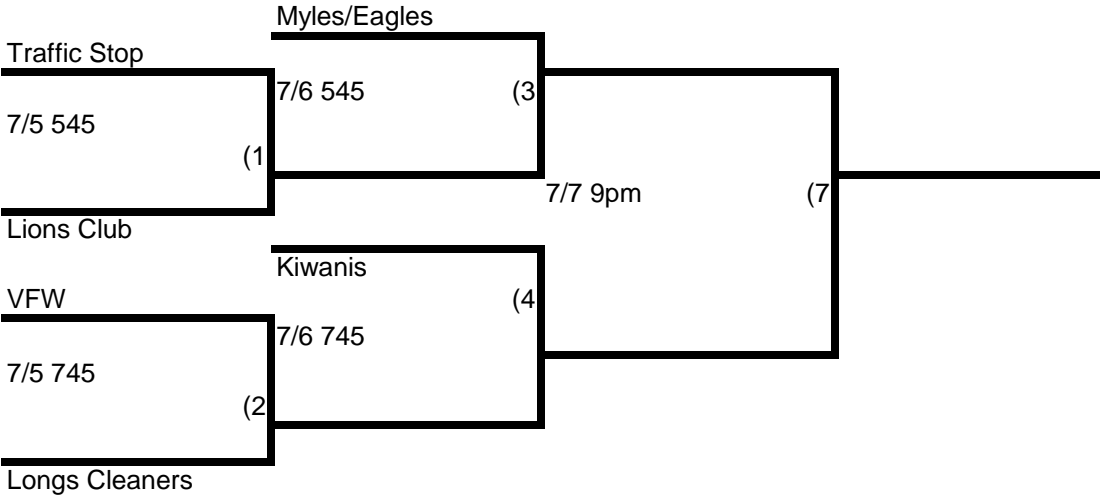 Myles/Eagles
Traffic Stop
7/6 545 (3
7/5 545
(1
7/7 9pm (7
Lions Club
Kiwanis
VFW (4
7/6 745
7/5 745
(2
Longs Cleaners